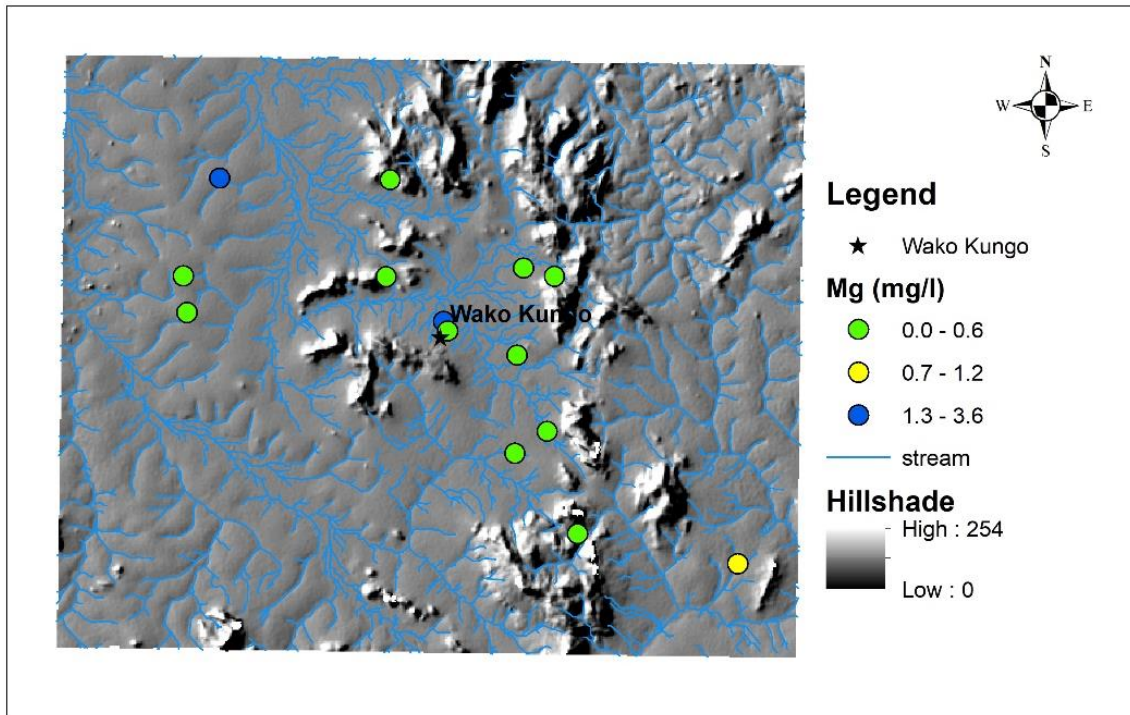 N
W E
S
Legend
Wako Kungo
Mg (mg/l)
0.0 - 0.6
0.7 - 1.2
1.3 - 3.6
stream
Hillshade
High : 254
Low : 0
Wako Kungo